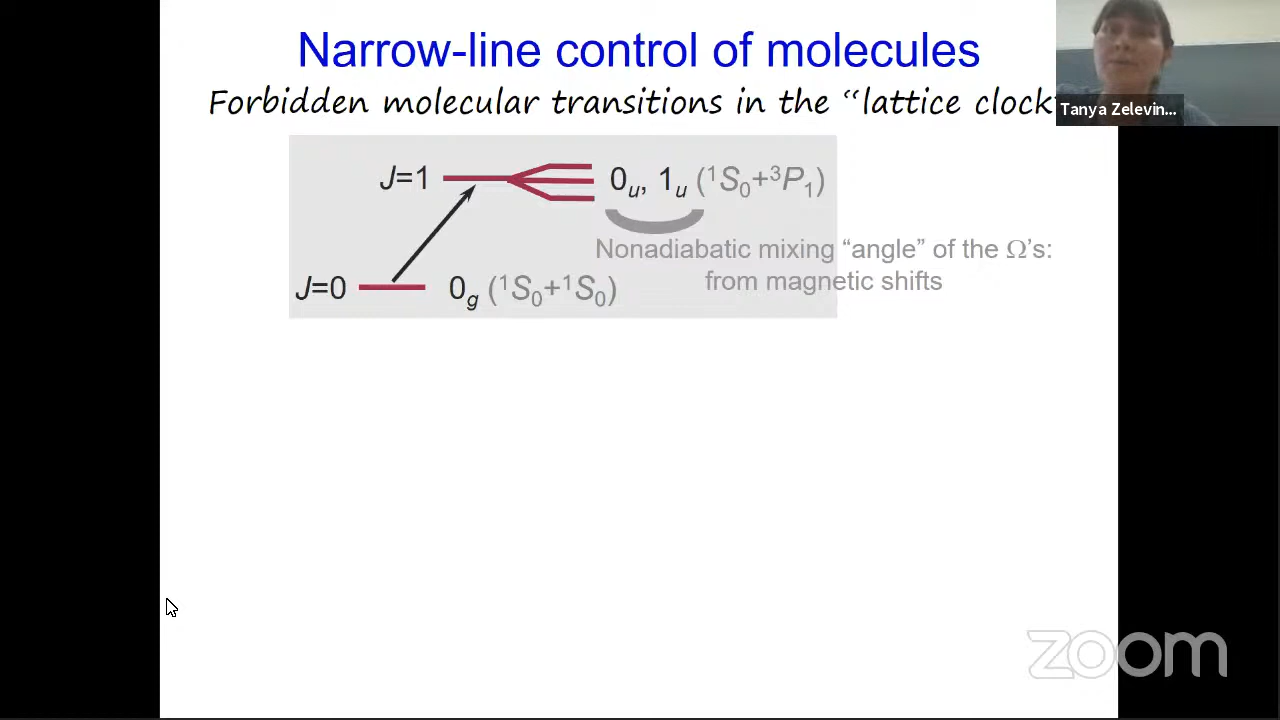 Narrow-line control of molecules
Forbidden molecular transitions in the “lattice clock
Tanya Zelevin...
J=1
0u, 1u (¹S₀+³P₁)
Nonadiabatic mixing “angle” of the Ω’s:
from magnetic shifts
J=0
0g (¹S₀+¹S₀)
zoom